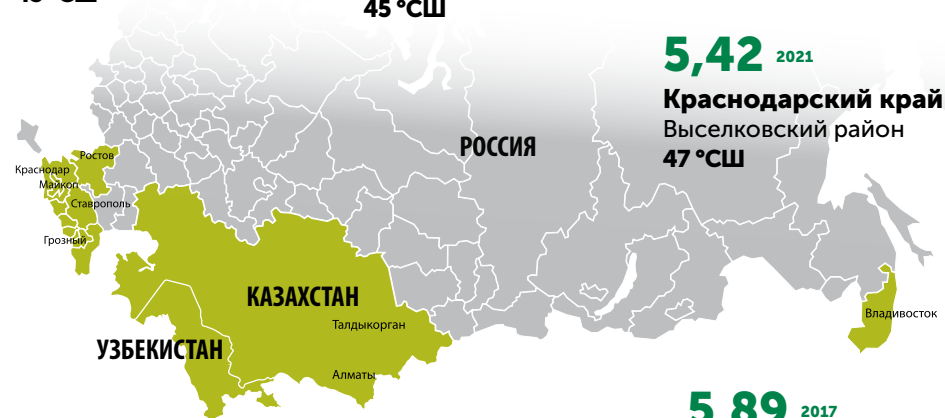 45 °СШ
5,42 2021
Краснодарский край
Выселковский район
47 °СШ
РОССИЯ
Ростов
Краснодар
Майкоп
Ставрополь
Грозный
КАЗАХСТАН
Талдыкорган
Владивосток
УЗБЕКИСТАН
Алматы
5,89 2017